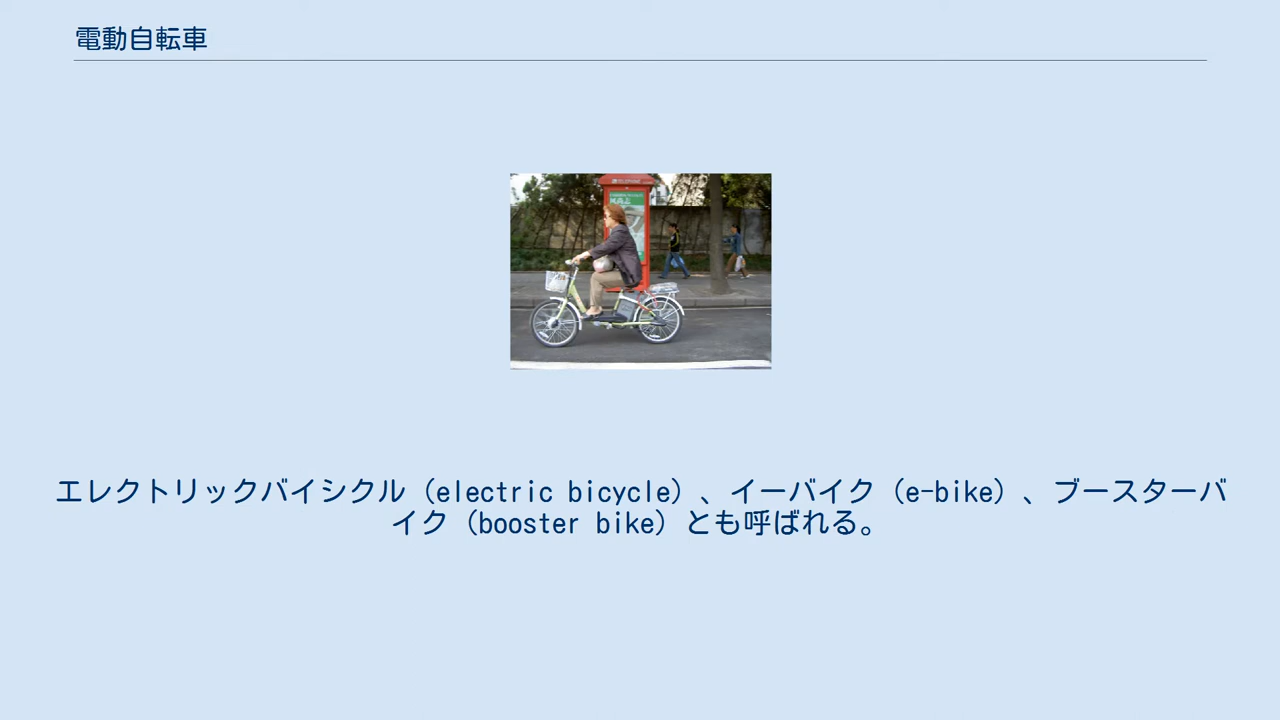 電動自転車
エレクトリックバイシクル（electric bicycle）、イーバイク（e-bike）、ブースターバ
イク（booster bike）とも呼ばれる。